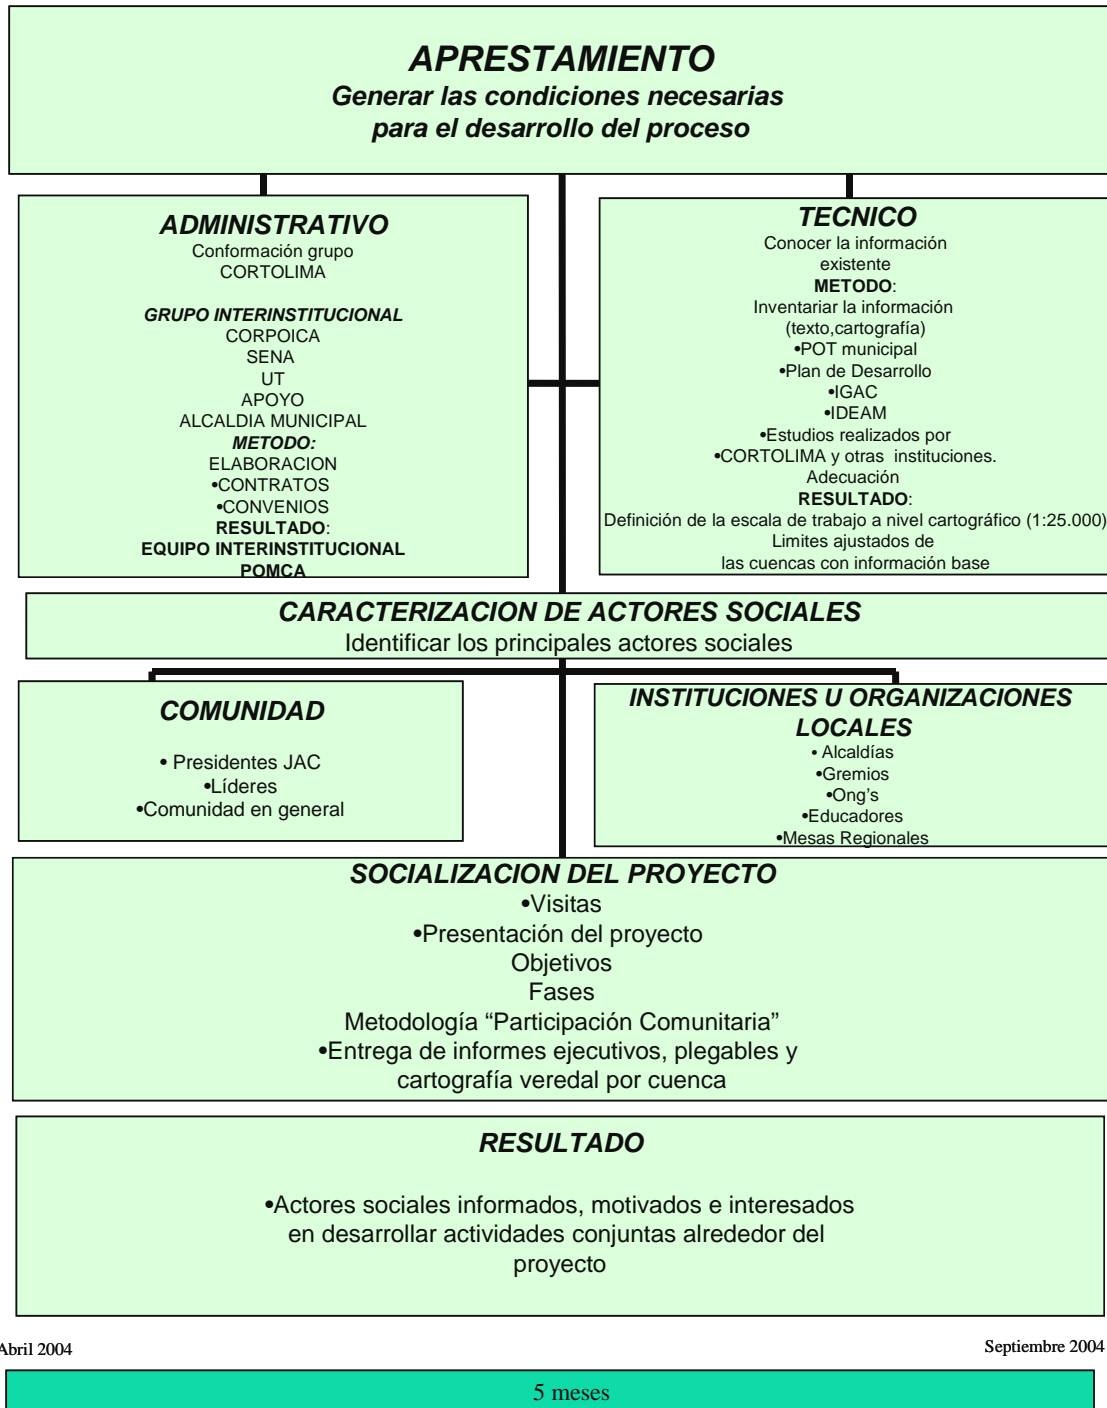 APRESTAMIENTO
Generar las condiciones necesarias
para el desarrollo del proceso
ADMINISTRATIVO
Conformación grupo
CORTOLIMA
GRUPO INTERINSTITUCIONAL
CORPOICA
SENA
UT
APOYO
ALCALDIA MUNICIPAL
METODO:
ELABORACION
•CONTRATOS
•CONVENIOS
RESULTADO:
EQUIPO INTERINSTITUCIONAL
POMCA
TECNICO
Conocer la información
existente
METODO:
Inventariar la información
(texto,cartografía)
•POT municipal
•Plan de Desarrollo
•IGAC
•IDEAM
•Estudios realizados por
•CORTOLIMA y otras instituciones.
Adecuación
RESULTADO:
Definición de la escala de trabajo a nivel cartográfico (1:25.000)
Limites ajustados de
las cuencas con información base
CARACTERIZACION DE ACTORES SOCIALES
Identificar los principales actores sociales
COMUNIDAD
• Presidentes JAC
•Líderes
•Comunidad en general
INSTITUCIONES U ORGANIZACIONES
LOCALES
• Alcaldías
•Gremios
•Ong's
•Educadores
•Mesas Regionales
SOCIALIZACION DEL PROYECTO
•Visitas
•Presentación del proyecto
Objetivos
Fases
Metodología “Participación Comunitaria”
•Entrega de informes ejecutivos, plegables y
cartografía veredal por cuenca
RESULTADO
•Actores sociales informados, motivados e interesados
en desarrollar actividades conjuntas alrededor del
proyecto
Abril 2004
Septiembre 2004
5 meses